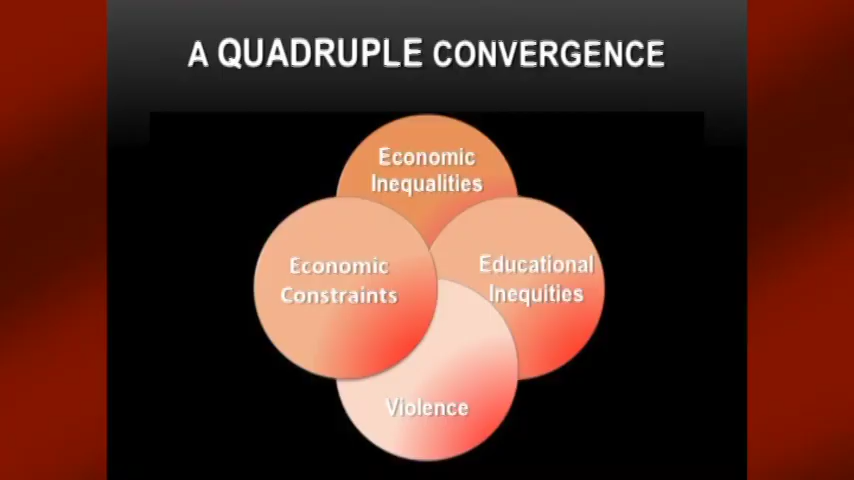 A QUADRUPLE CONVERGENCE
Economic
Inequalities
Economic
Constraints
Educational
Inequities
Violence